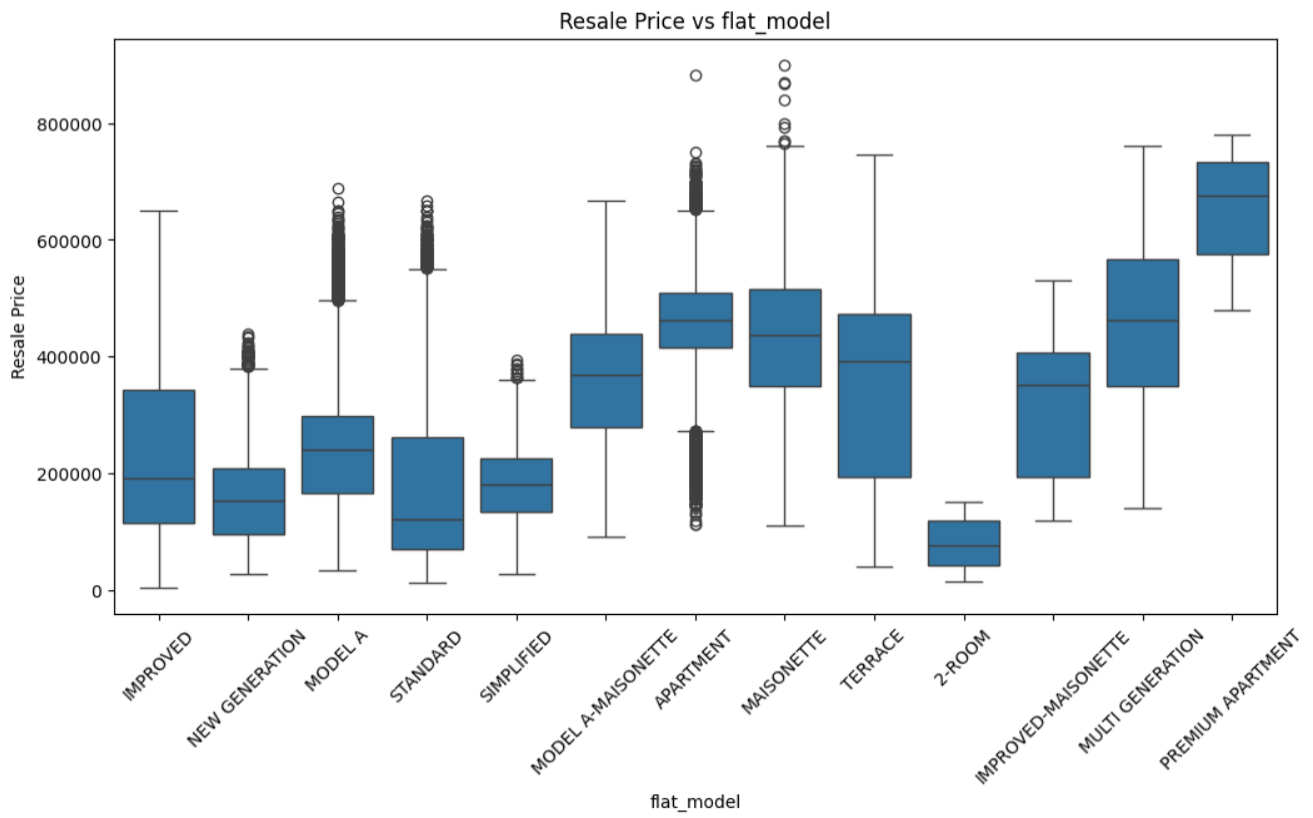 Resale Price vs flat_model
Resale Price
800000
600000
400000
200000
0
IMPROVED
NEW GENERATION
MODEL A
STANDARD
SIMPLIFIED
MODEL A-MAISONETTE
APARTMENT
MAISONETTE
TERRACE
2-ROOM
IMPROVED-MAISONETTE
MULTI GENERATION
PREMIUM APARTMENT
flat_model